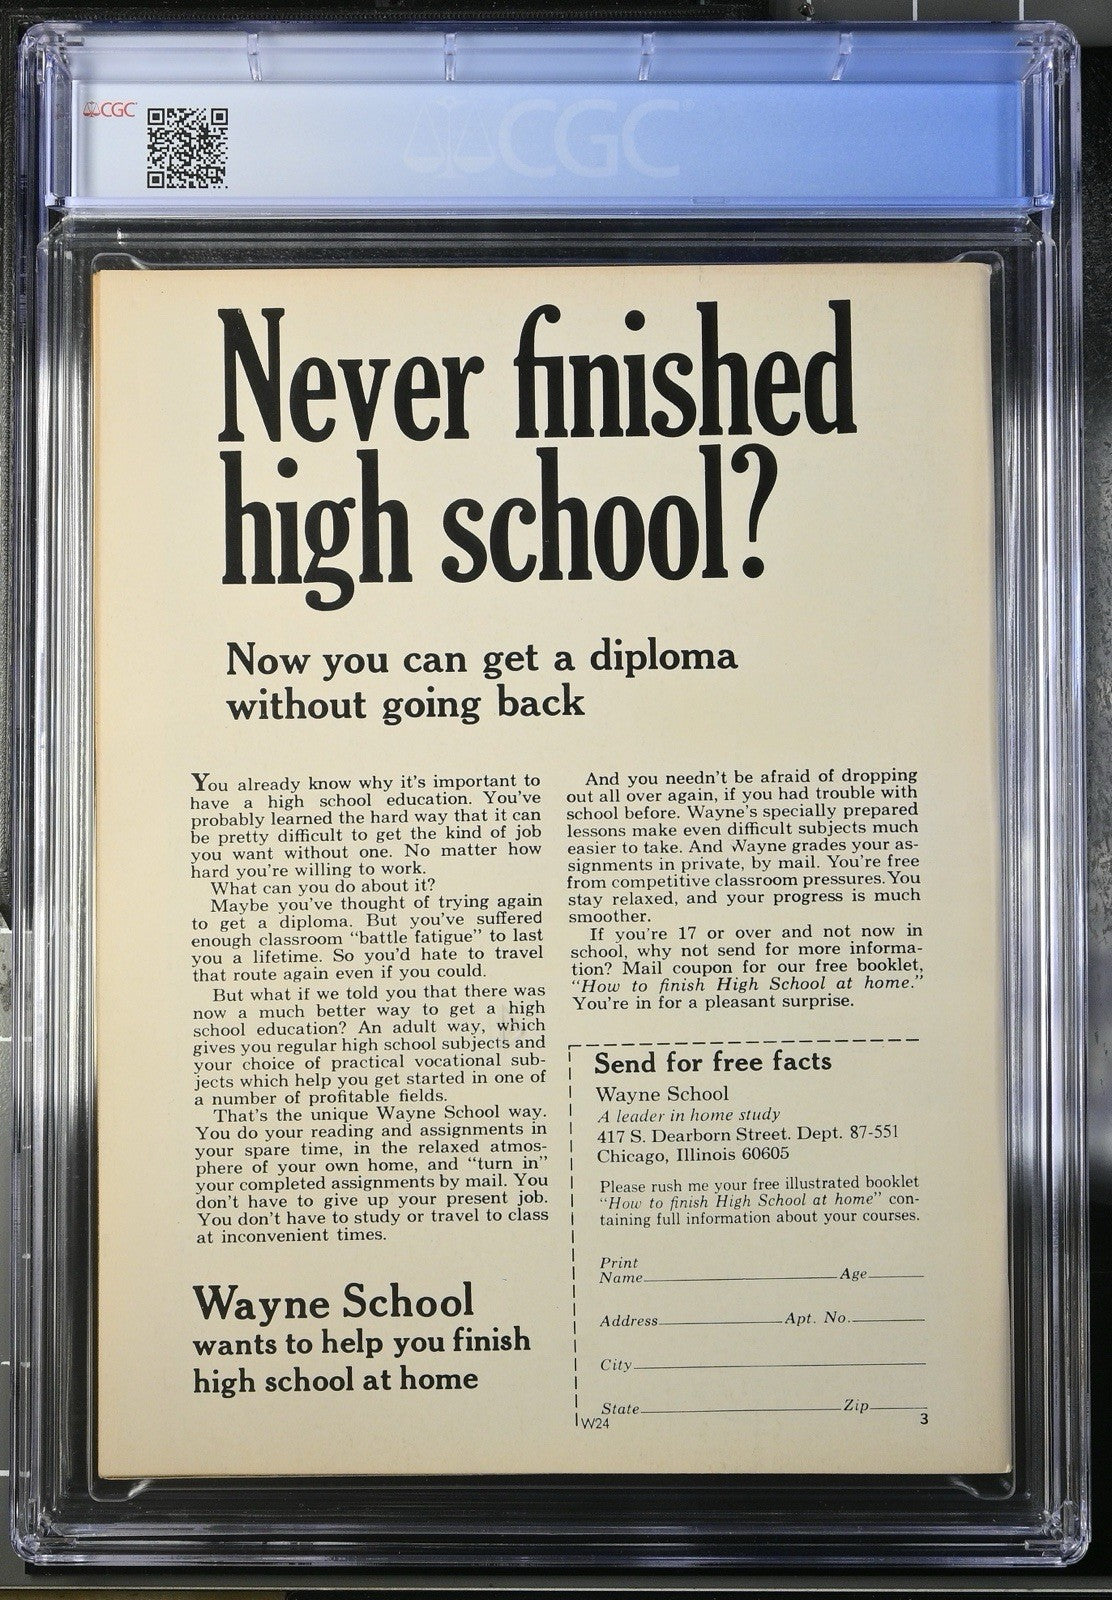 CGC
CGC
Never finished
high school?
Now you can get a diploma
without going back
You already know why it's important to
have a high school education. You've
probably learned the hard way that it can
be pretty difficult to get the kind of job
you want without one. No matter how
hard you're willing to work.
What can you do about it?
Maybe you've thought of trying again
to get a diploma. But you've suffered
enough classroom "battle fatigue" to last
you a lifetime. So you'd hate to travel
that route again even if you could.
But what if we told you that there was
now a much better way to get a high
school education? An adult way, which
gives you regular high school subjects and
your choice of practical vocational sub-
jects which help you get started in one of
a number of profitable fields.
That's the unique Wayne School way.
You do your reading and assignments in
your spare time, in the relaxed atmos-
phere of your own home, and "turn in"
your completed assignments by mail. You
don't have to give up your present job.
You don't have to study or travel to class
at inconvenient times.
Wayne School
wants to help you finish
high school at home
And you needn't be afraid of dropping
out all over again, if you had trouble with
school before. Wayne's specially prepared
lessons make even difficult subjects much
easier to take. And Wayne grades your as-
signments in private, by mail. You're free
from competitive classroom pressures. You
stay relaxed, and your progress is much
smoother.
If you're 17 or over and not now in
school, why not send for more informa-
tion? Mail coupon for our free booklet,
"How to finish High School at home."
You're in for a pleasant surprise.
Send for free facts
Wayne School
A leader in home study
417 S. Dearborn Street. Dept. 87-551
Chicago, Illinois 60605
Please rush me your free illustrated booklet
"How to finish High School at home" con-
taining full information about your courses.
Print
Name Age
Address Apt. No.
City
State Zip
W24 3